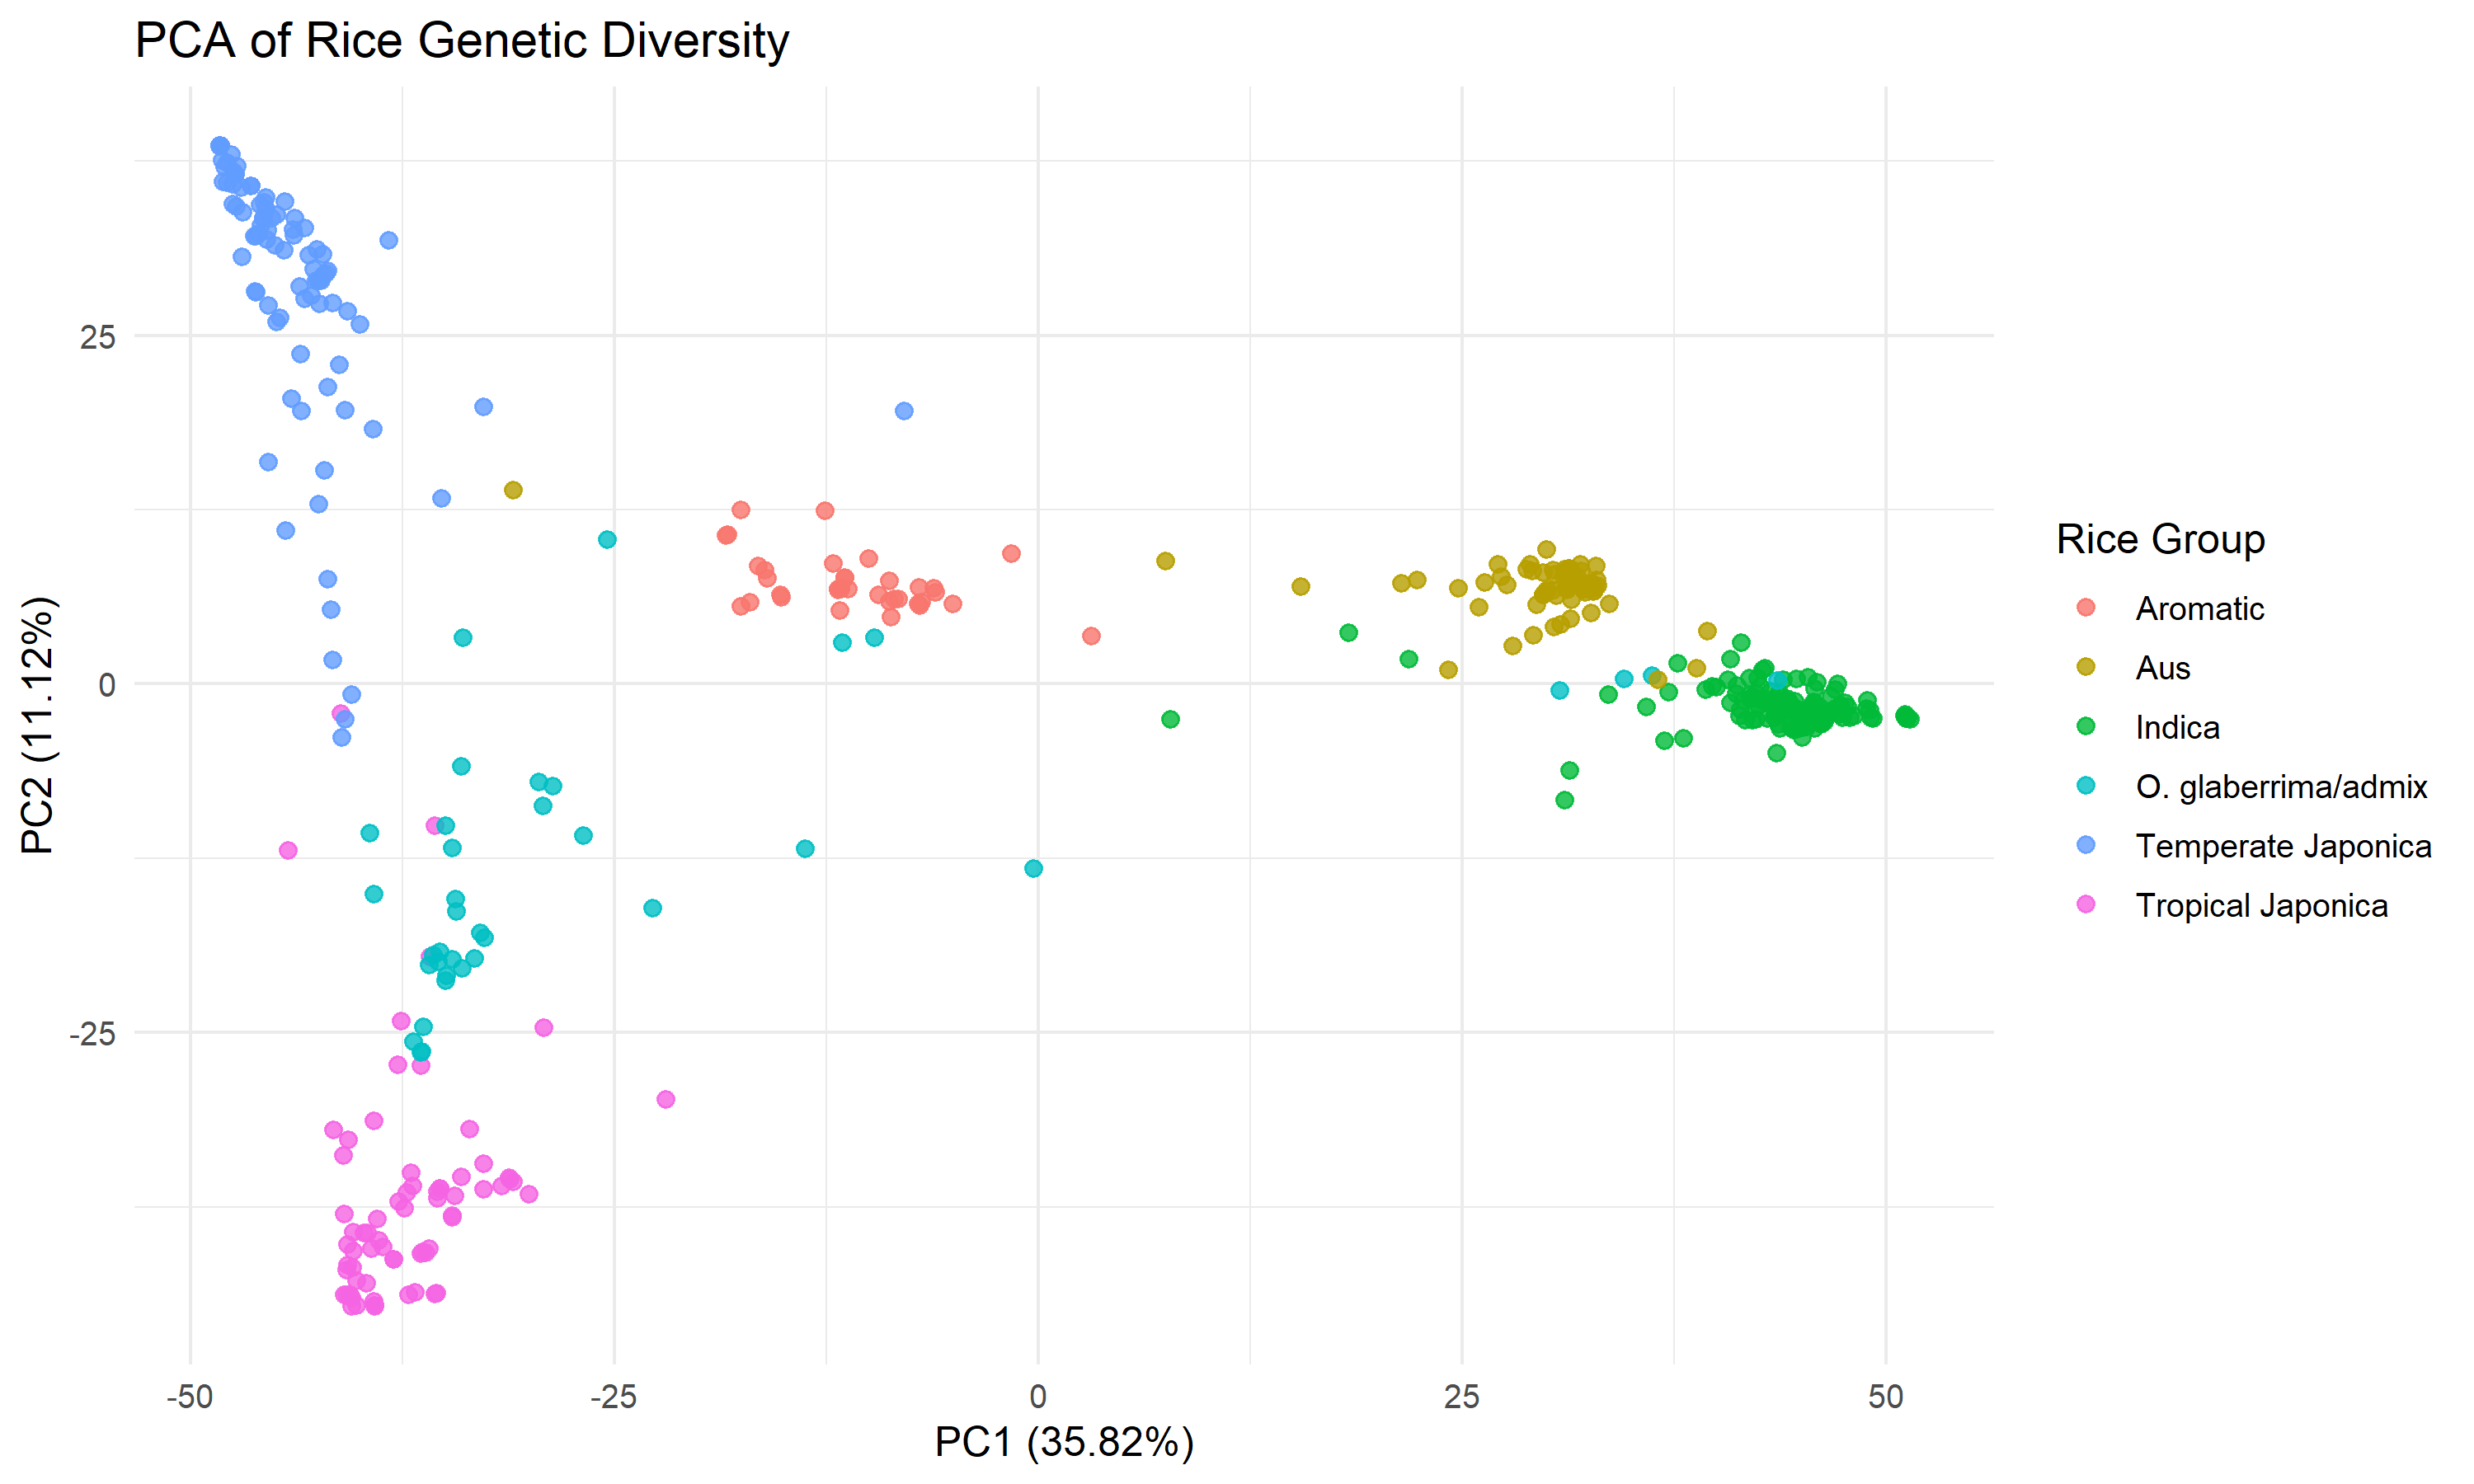 PCA of Rice Genetic Diversity
25
0
-25
PC2 (11.12%)
-50
-25
0
25
50
PC1 (35.82%)
Rice Group
Aromatic
Aus
Indica
O. glaberrima/admix
Temperate Japonica
Tropical Japonica